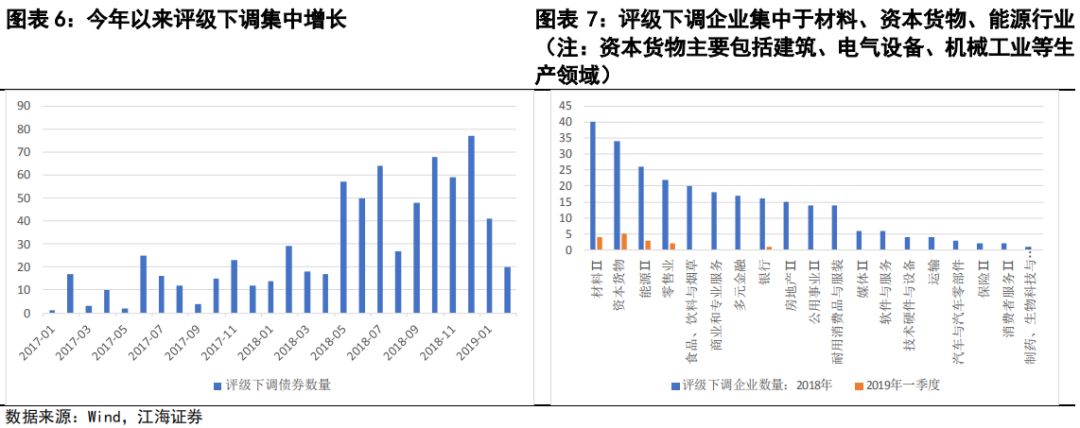 图表 6：今年以来评级下调集中增长
90
80
70
60
50
40
30
20
10
0
2017-01
2017-03
2017-05
2017-07
2017-09
2017-11
2018-01
2018-03
2018-05
2018-07
2018-09
2018-11
2019-01
评级下调债券数量
图表 7：评级下调企业集中于材料、资本货物、能源行业
（注：资本货物主要包括建筑、电气设备、机械工业等生
产领域）
45
40
35
30
25
20
15
10
5
0
材料Ⅱ
资本货物
能源Ⅱ
零售业
食品、饮料与烟草
商业和专业服务
多元金融
银行
房地产Ⅱ
公用事业Ⅱ
耐用消费品与服装
媒体Ⅱ
软件与服务
技术硬件与设备
运输
汽车与汽车零部件
保险Ⅱ
消费者服务Ⅱ
制药、生物科技与…
评级下调企业数量：2018年
2019年一季度
数据来源：Wind，江海证券